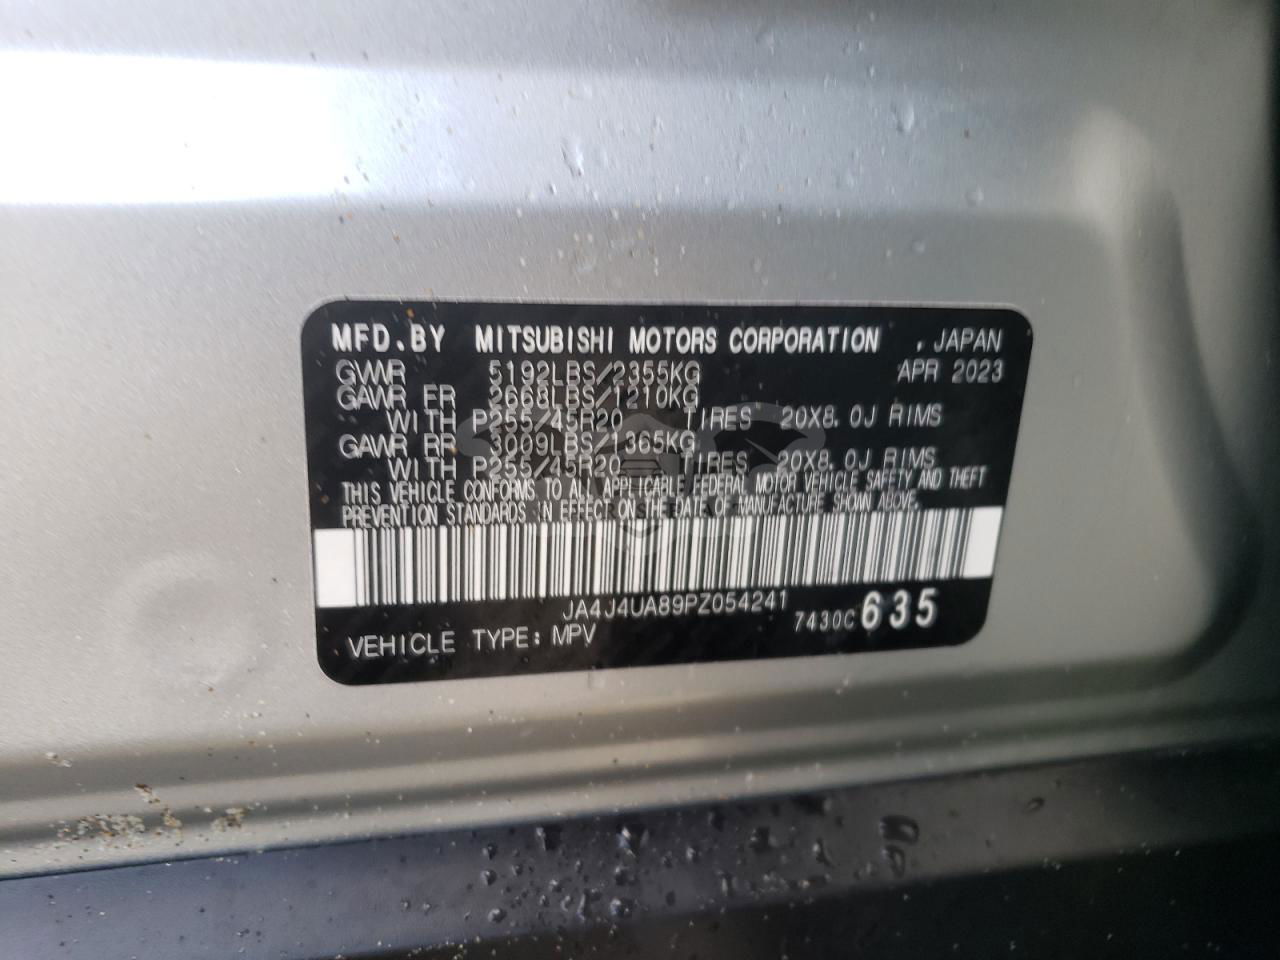 MFD.BY MITSUBISHI MOTORS CORPORATION , JAPAN
GVWR 5192LBS/2355KG APR 2023
GAWR FR 2668LBS/1210KG
WITH P255/45R20 TIRES 20X8.0J RIMS
GAWR RR 3009LBS/1365KG
WITH P255/45R20 TIRES 20X8.0J RIMS
THIS VEHICLE CONFORMS TO ALL APPLICABLE FEDERAL MOTOR VEHICLE SAFETY AND THEFT
PREVENTION STANDARDS IN EFFECT ON THE DATE OF MANUFACTURE SHOWN ABOVE.
JA4J4UA89PZ054241
7430C 635
VEHICLE TYPE: MPV